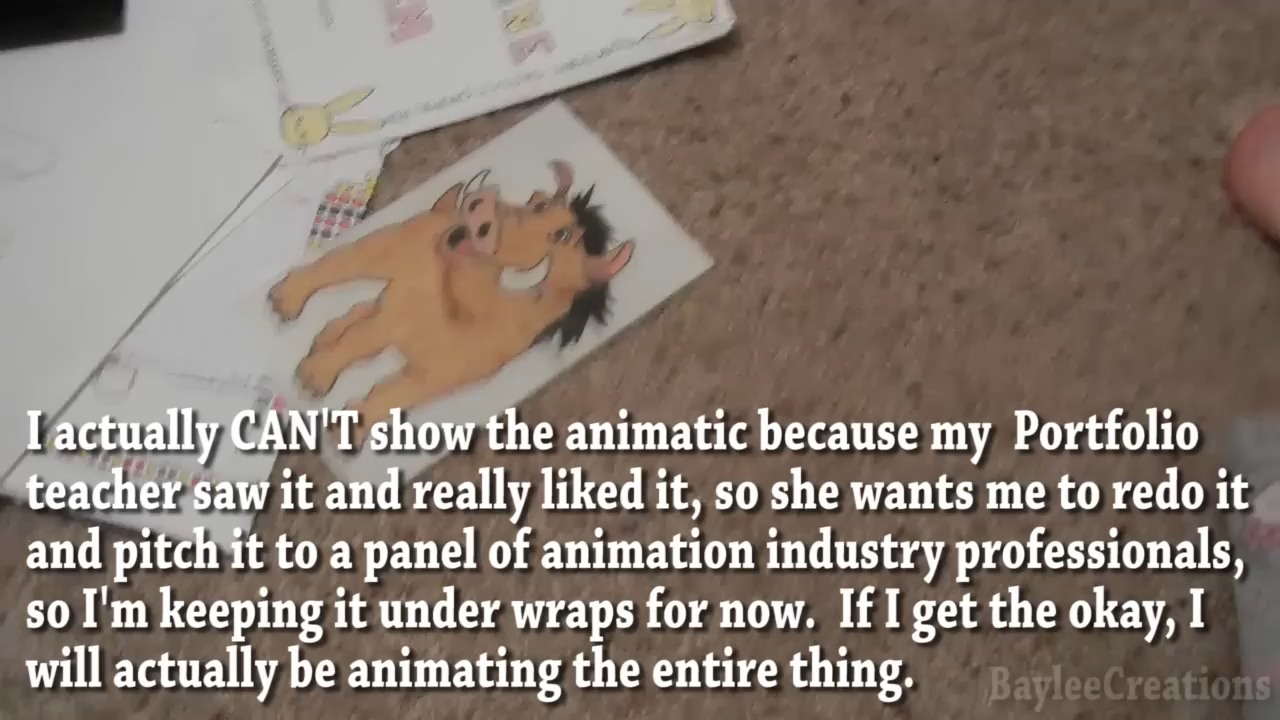 I actually CAN'T show the animatic because my  Portfolio
teacher saw it and really liked it, so she wants me to redo it
and pitch it to a panel of animation industry professionals,
so I'm keeping it under wraps for now.  If I get the okay, I
will actually be animating the entire thing.
BayleeCreations